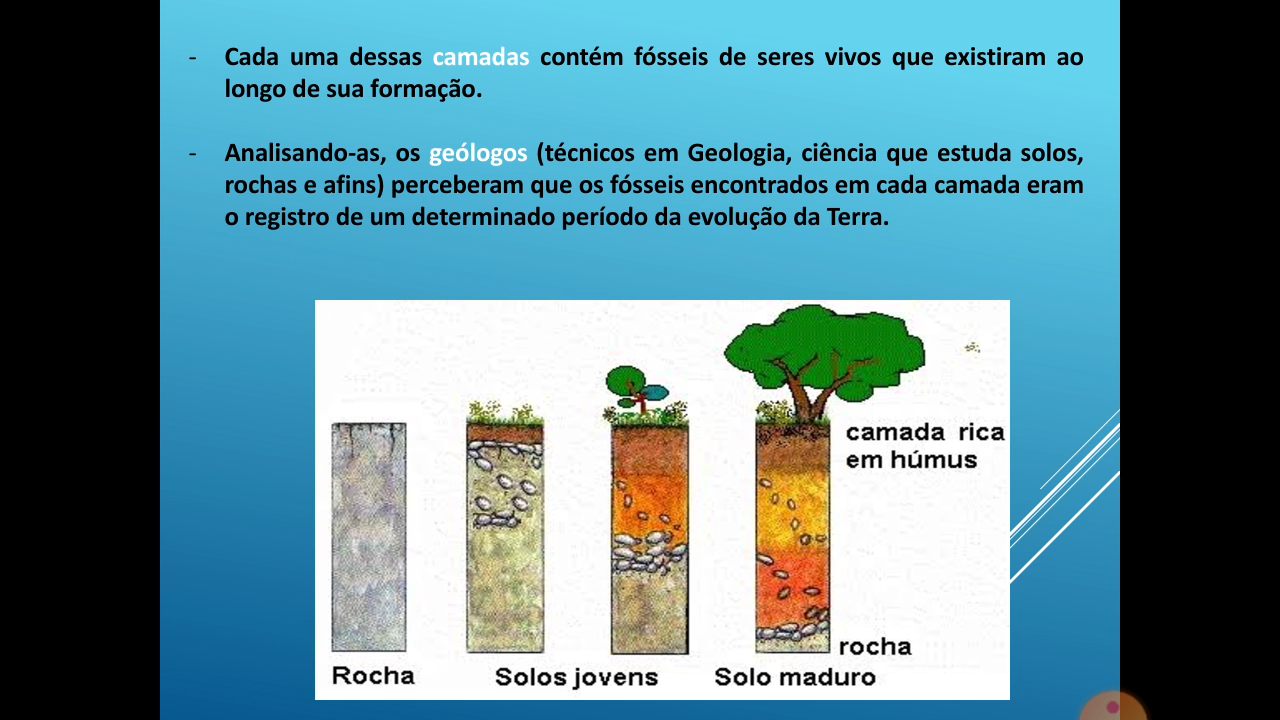 - Cada uma dessas camadas contém fósseis de seres vivos que existiram ao
longo de sua formação.
- Analisando-as, os geólogos (técnicos em Geologia, ciência que estuda solos,
rochas e afins) perceberam que os fósseis encontrados em cada camada eram
o registro de um determinado período da evolução da Terra.
camada rica
em húmus
rocha
Rocha
Solos jovens
Solo maduro